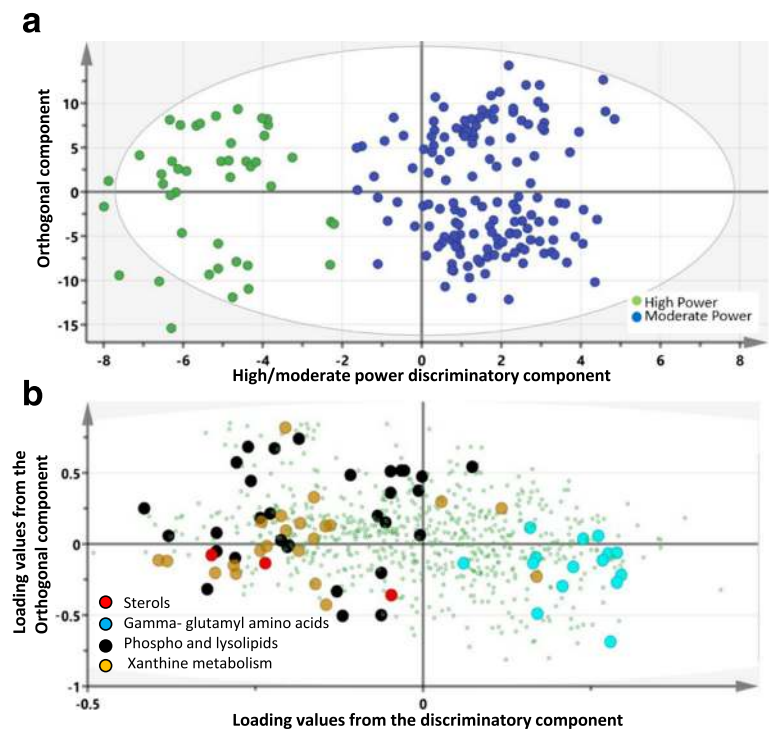 a
Orthogonal component
10
5
0
-5
-10
-15
High Power
Moderate Power
-8
-6
-4
-2
0
2
4
6
8
High/moderate power discriminatory component
b
Loading values from the
Orthogonal component
0.5
0
-0.5
-1
Sterols
Gamma- glutamyl amino acids
Phospho and lysolipids
Xanthine metabolism
-0.5
0
Loading values from the discriminatory component